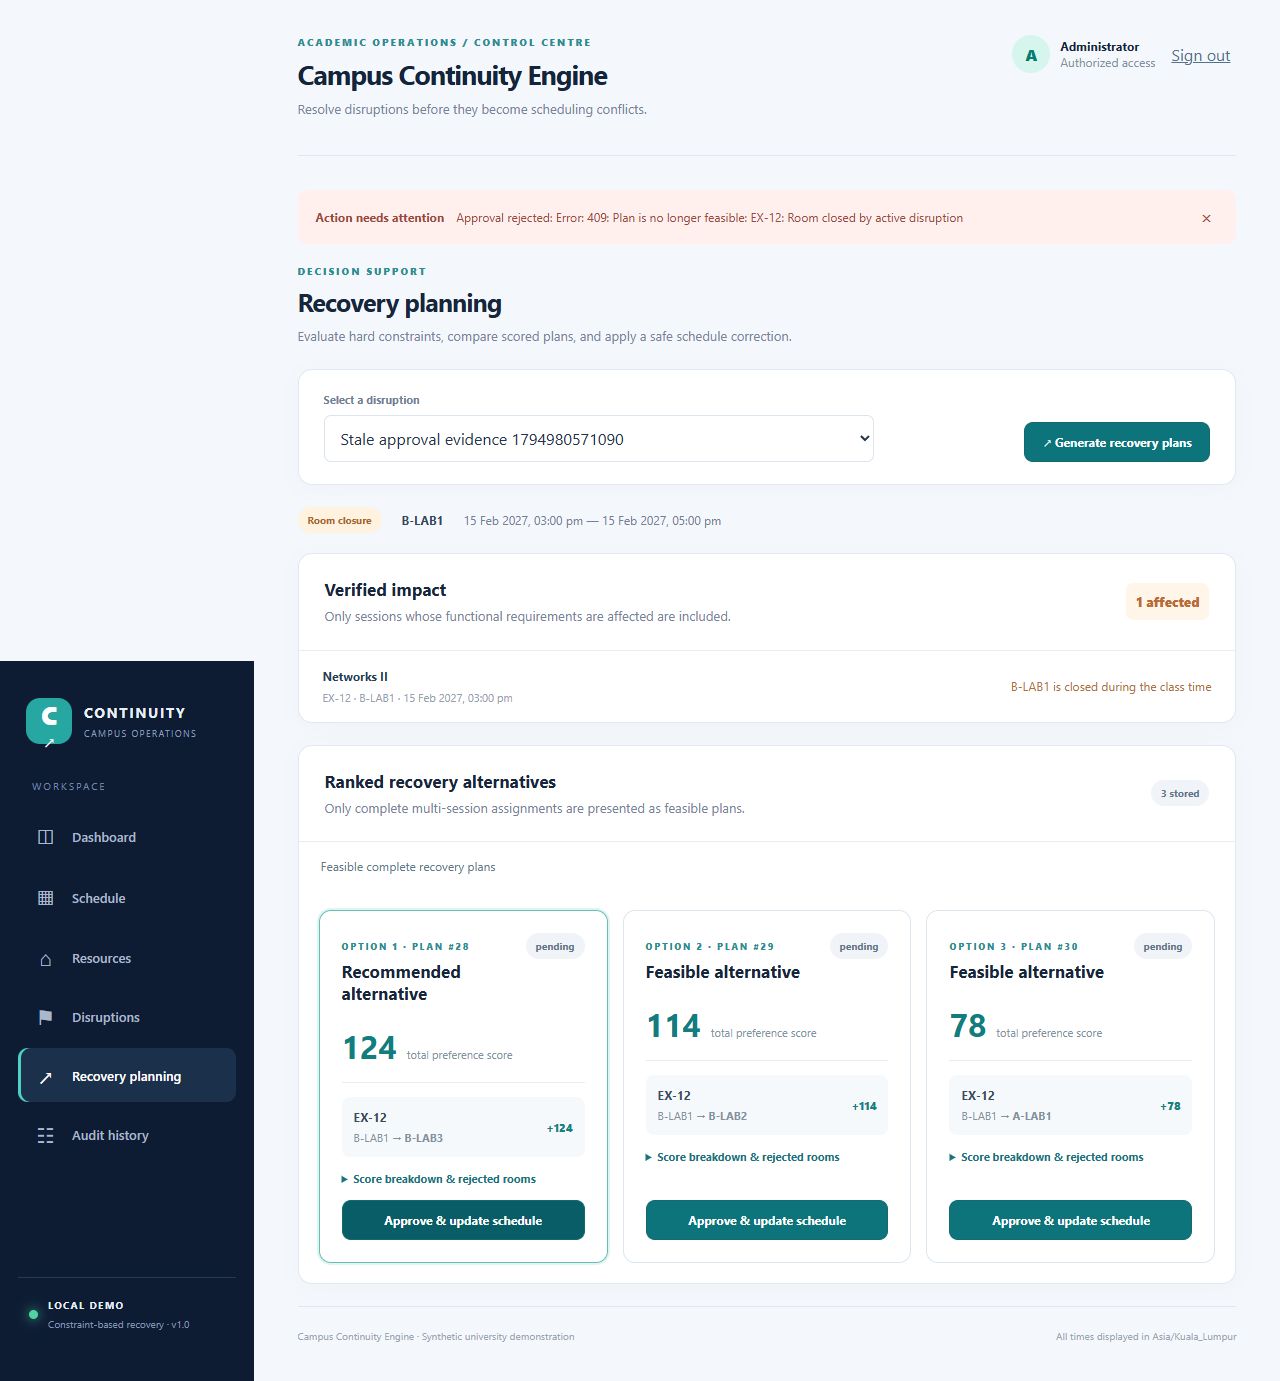 ACADEMIC OPERATIONS / CONTROL CENTRE
Campus Continuity Engine
Resolve disruptions before they become scheduling conflicts.
A
Administrator
Authorized access
Sign out
Action needs attention Approval rejected: Error: 409: Plan is no longer feasible: EX-12: Room closed by active disruption ×
DECISION SUPPORT
Recovery planning
Evaluate hard constraints, compare scored plans, and apply a safe schedule correction.
Select a disruption
Stale approval evidence 1794980571090
↗ Generate recovery plans
Room closure B-LAB1 15 Feb 2027, 03:00 pm — 15 Feb 2027, 05:00 pm
Verified impact
Only sessions whose functional requirements are affected are included.
1 affected
Networks II
EX-12 · B-LAB1 · 15 Feb 2027, 03:00 pm
B-LAB1 is closed during the class time
Ranked recovery alternatives
Only complete multi-session assignments are presented as feasible plans.
3 stored
Feasible complete recovery plans
OPTION 1 · PLAN #28
pending
Recommended
alternative
124 total preference score
EX-12
B-LAB1 → B-LAB3
+124
▶ Score breakdown & rejected rooms
Approve & update schedule
OPTION 2 · PLAN #29
pending
Feasible alternative
114 total preference score
EX-12
B-LAB1 → B-LAB2
+114
▶ Score breakdown & rejected rooms
Approve & update schedule
OPTION 3 · PLAN #30
pending
Feasible alternative
78 total preference score
EX-12
B-LAB1 → A-LAB1
+78
▶ Score breakdown & rejected rooms
Approve & update schedule
Campus Continuity Engine · Synthetic university demonstration
All times displayed in Asia/Kuala_Lumpur
C
↗
CONTINUITY
CAMPUS OPERATIONS
WORKSPACE
Dashboard
Schedule
Resources
Disruptions
↗ Recovery planning
Audit history
LOCAL DEMO
Constraint-based recovery · v1.0